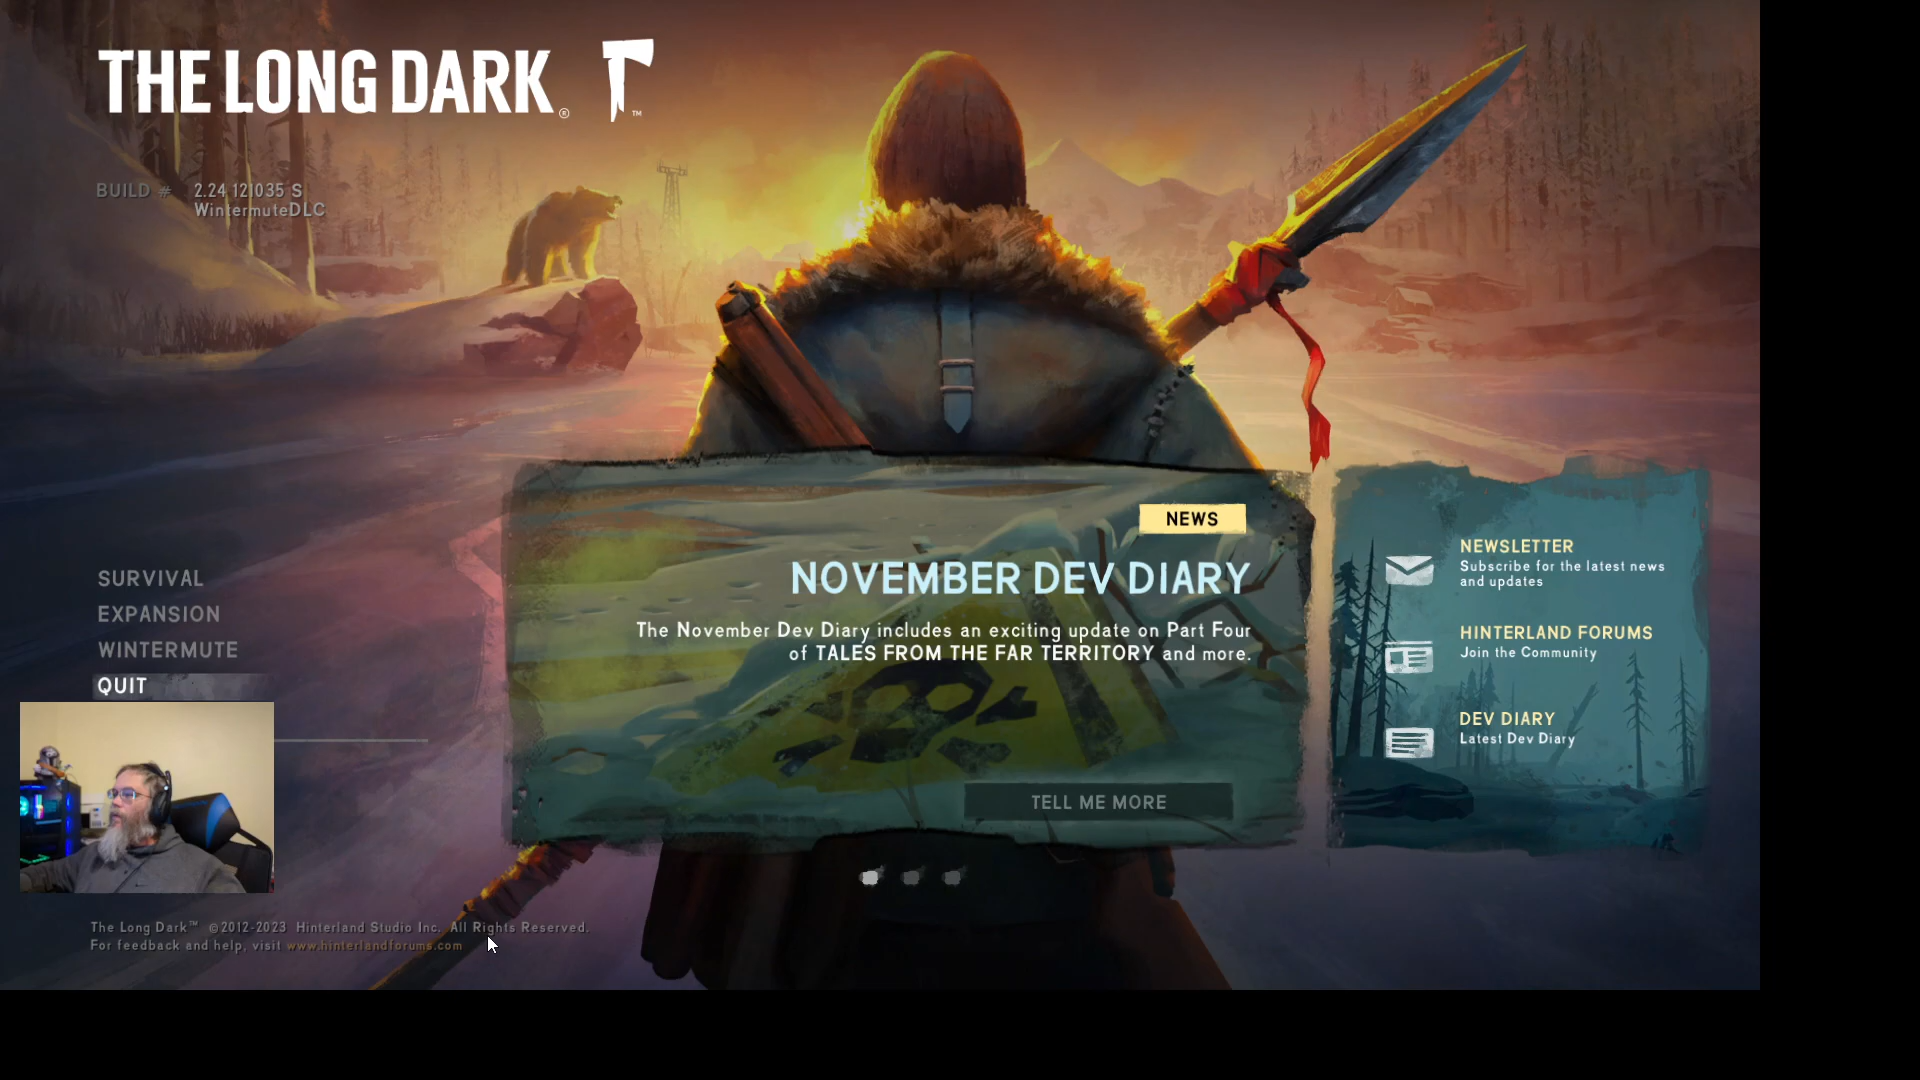 THE LONG DARK ® ™
BUILD # 2.24 121035 S
WintermuteDLC
SURVIVAL
EXPANSION
WINTERMUTE
QUIT
NEWS
NOVEMBER DEV DIARY
The November Dev Diary includes an exciting update on Part Four
of TALES FROM THE FAR TERRITORY and more.
TELL ME MORE
NEWSLETTER
Subscribe for the latest news
and updates
HINTERLAND FORUMS
Join the Community
DEV DIARY
Latest Dev Diary
The Long Dark™ ©2012-2023 Hinterland Studio Inc. All Rights Reserved.
For feedback and help, visit www.hinterlandforums.com